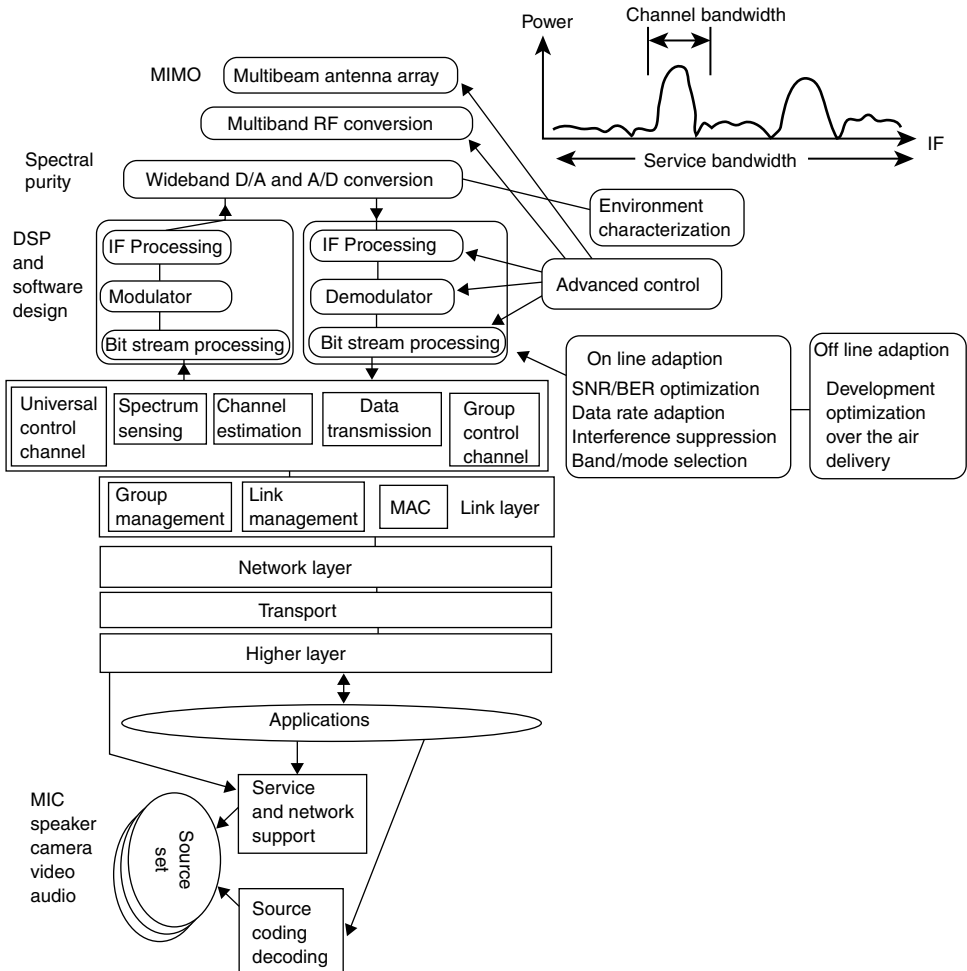 Power
Channel bandwidth
IF
Service bandwidth
MIMO
Multibeam antenna array
Multiband RF conversion
Spectral
purity
Wideband D/A and A/D conversion
Environment
characterization
DSP
and
software
design
IF Processing
Modulator
Bit stream processing
IF Processing
Demodulator
Bit stream processing
Advanced control
On line adaption
SNR/BER optimization
Data rate adaption
Interference suppression
Band/mode selection
Off line adaption
Development
optimization
over the air
delivery
Universal
control
channel
Spectrum
sensing
Channel
estimation
Data
transmission
Group
control
channel
Group
management
Link
management
MAC
Link layer
Network layer
Transport
Higher layer
Applications
Service
and network
support
MIC
speaker
camera
video
audio
Source
set
Source
coding
decoding